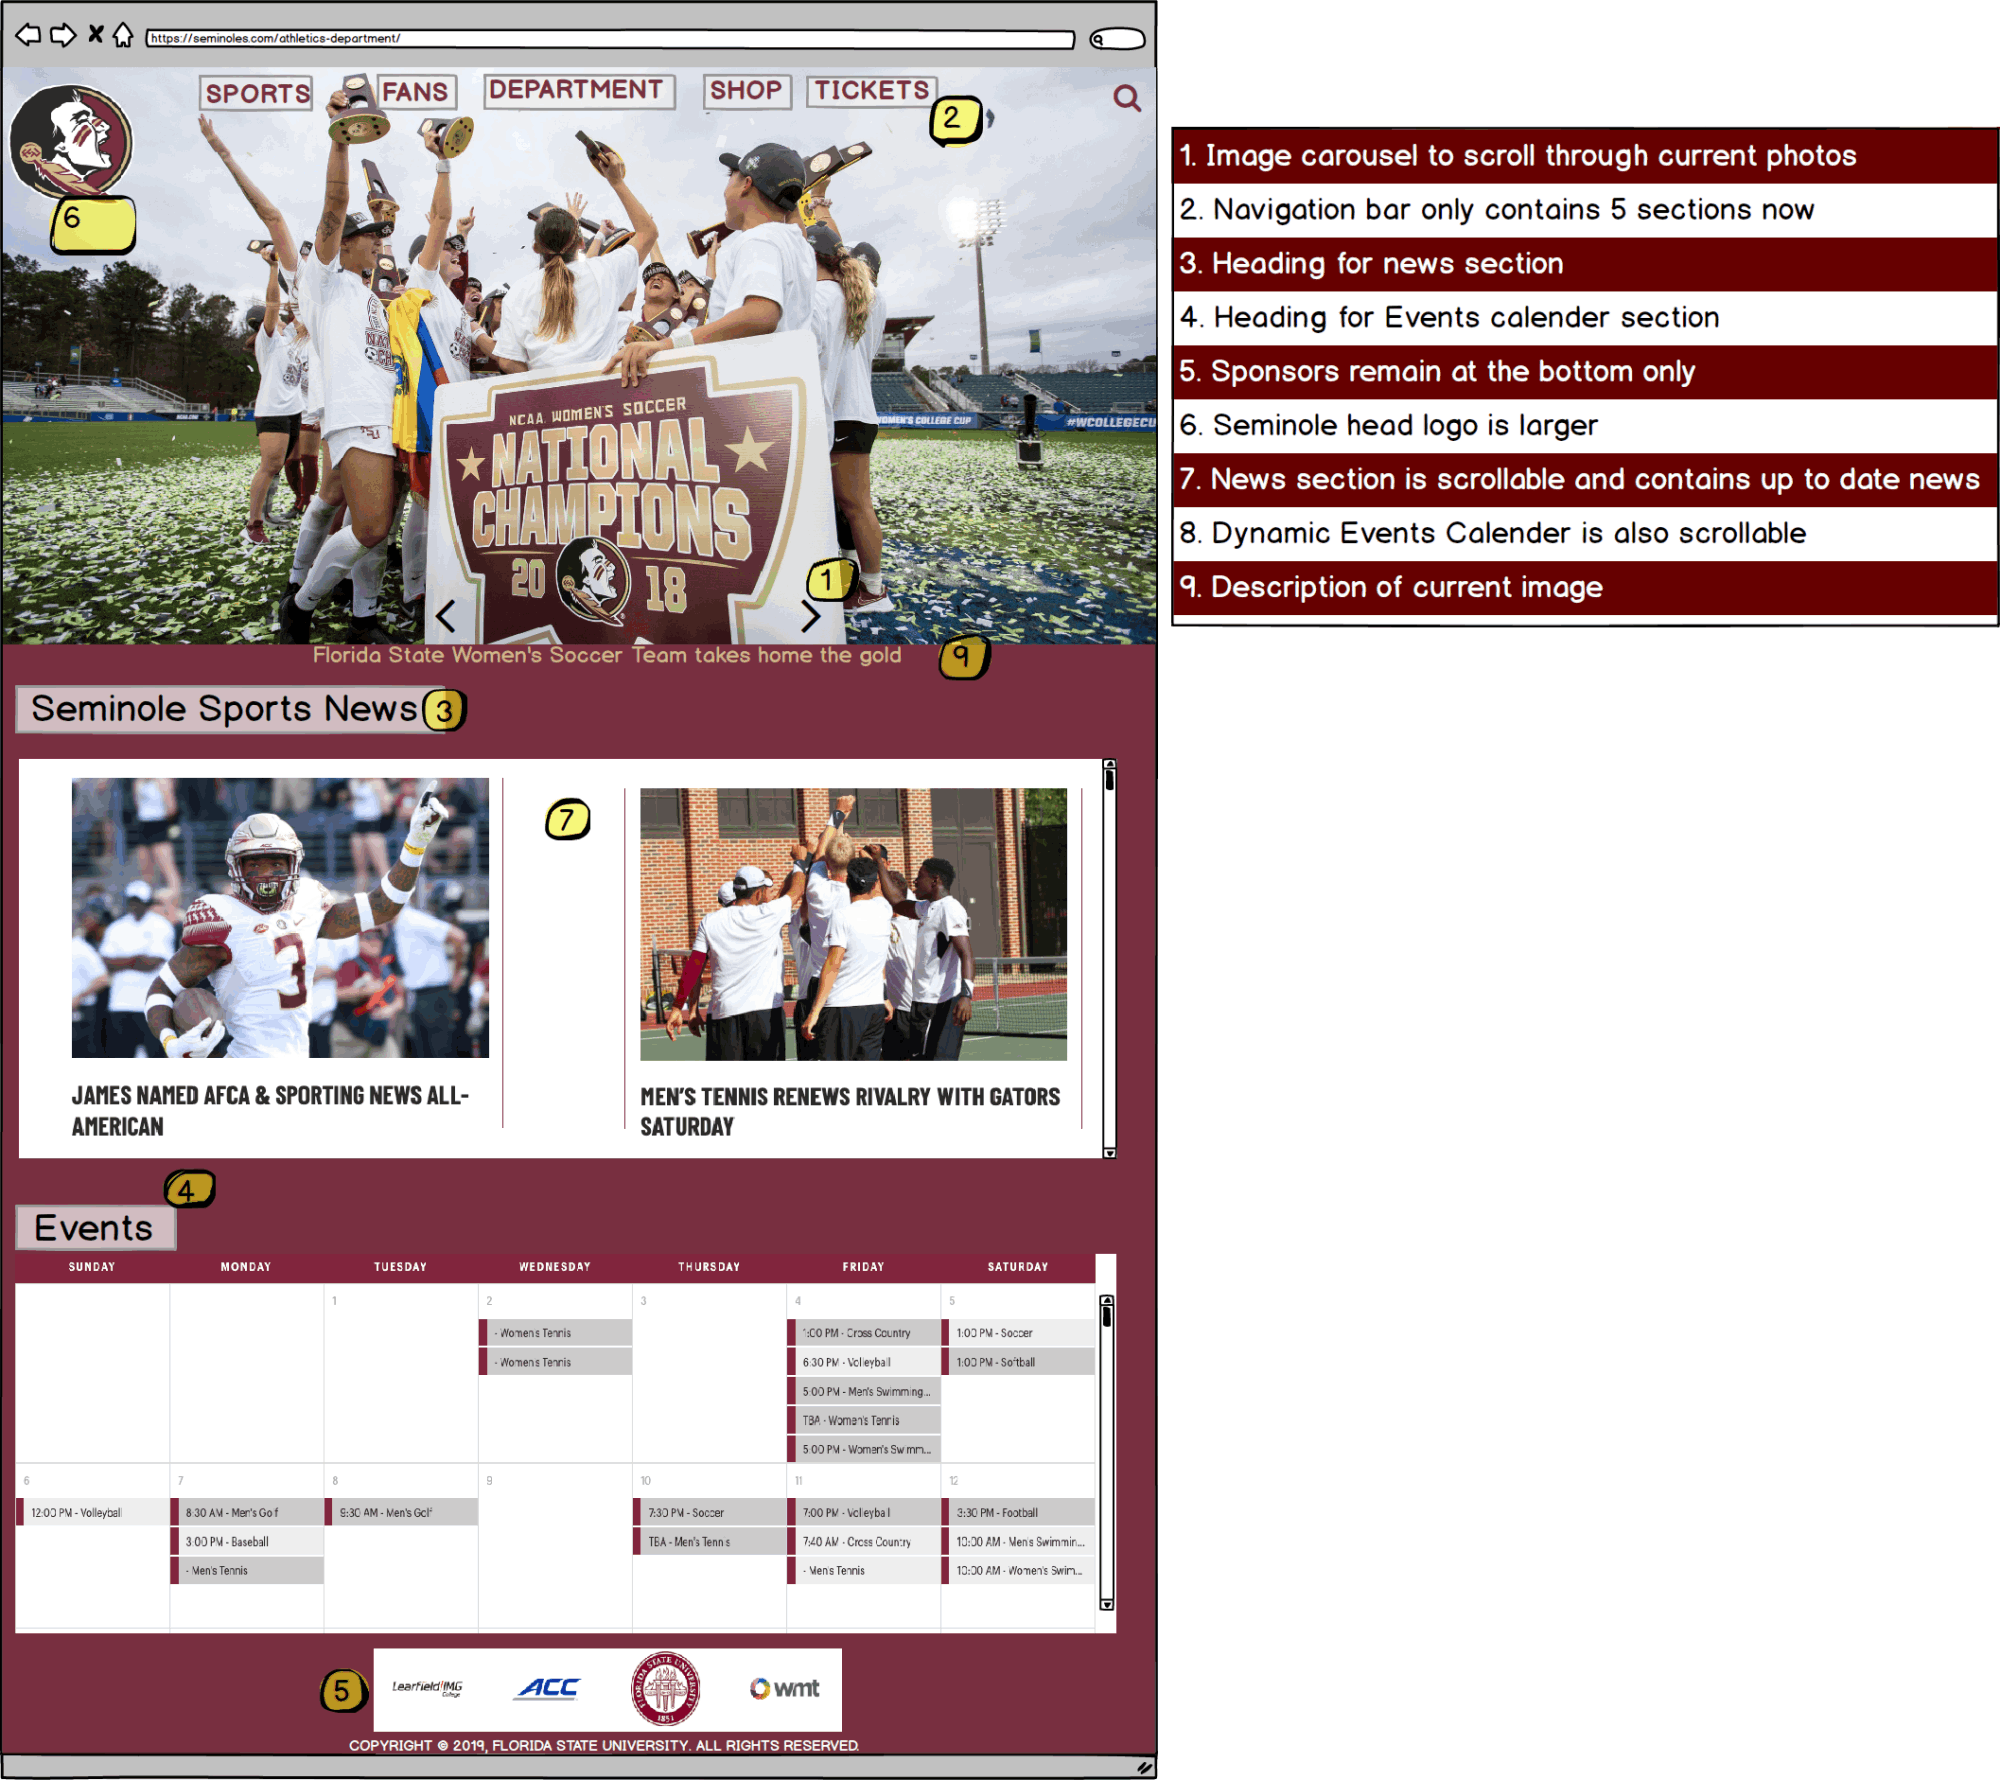 https://seminoles.com/athletics-department/
SPORTS
FANS
DEPARTMENT
SHOP
TICKETS
2
6
NCAA WOMEN'S SOCCER
NATIONAL
CHAMPIONS
20 18
WOMEN'S COLLEGE CUP
#WCOLLEGECU
1
Florida State Women's Soccer Team takes home the gold
9
Seminole Sports News
3
7
3
JAMES NAMED AFCA & SPORTING NEWS ALL-
AMERICAN
MEN'S TENNIS RENEWS RIVALRY WITH GATORS
SATURDAY
4
Events
SUNDAY MONDAY TUESDAY WEDNESDAY THURSDAY FRIDAY SATURDAY
1 2 3 4 5
- Women's Tennis
- Women's Tennis
1:00 PM - Cross Country
6:30 PM - Volleyball
5:00 PM - Men's Swimming...
TBA - Women's Tennis
5:00 PM - Women's Swimm...
1:00 PM - Soccer
1:00 PM - Softball
6 7 8 9 10 11 12
12:00 PM - Volleyball
8:30 AM - Men's Golf
3:00 PM - Baseball
- Men's Tennis
9:30 AM - Men's Golf
7:30 PM - Soccer
TBA - Men's Tennis
7:00 PM - Volleyball
7:40 AM - Cross Country
- Men's Tennis
3:30 PM - Football
10:00 AM - Men's Swimmin...
10:00 AM - Women's Swim...
5
Learfield IMG
College
ACC
FLORIDA STATE UNIVERSITY
1851
wmt
COPYRIGHT © 2019, FLORIDA STATE UNIVERSITY. ALL RIGHTS RESERVED.
1. Image carousel to scroll through current photos
2. Navigation bar only contains 5 sections now
3. Heading for news section
4. Heading for Events calender section
5. Sponsors remain at the bottom only
6. Seminole head logo is larger
7. News section is scrollable and contains up to date news
8. Dynamic Events Calender is also scrollable
9. Description of current image